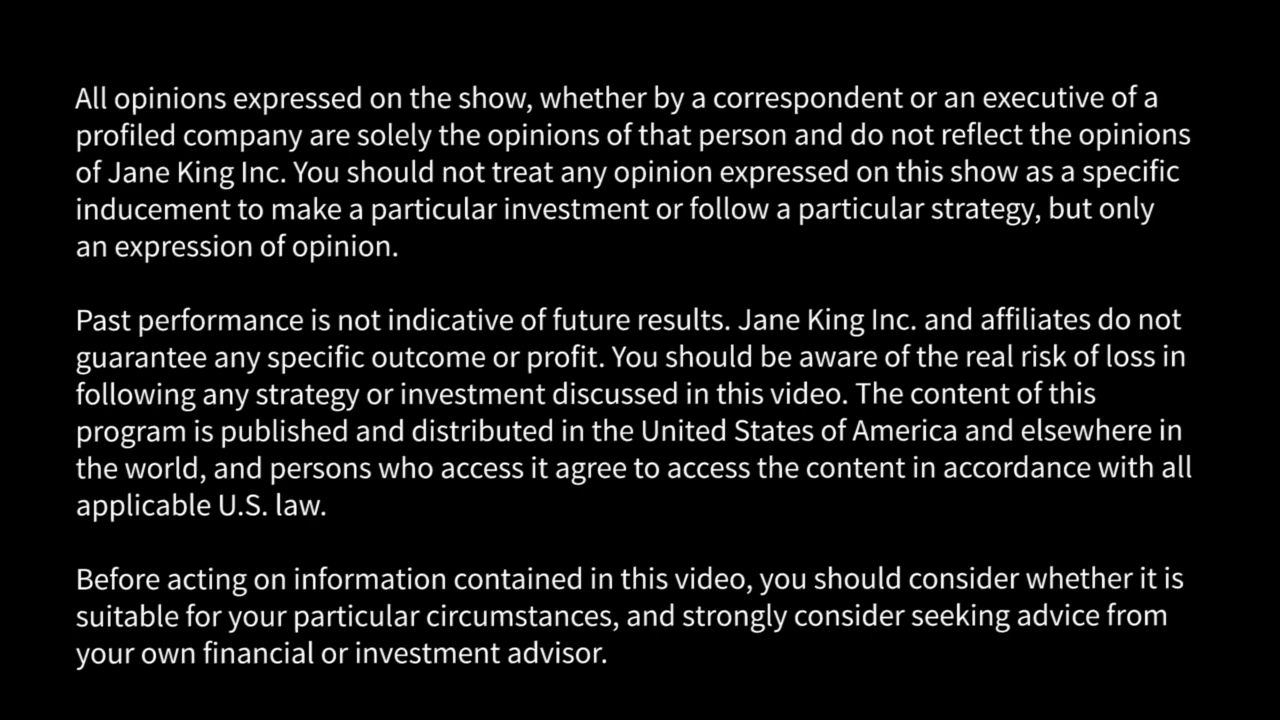 All opinions expressed on the show, whether by a correspondent or an executive of a
profiled company are solely the opinions of that person and do not reflect the opinions
of Jane King Inc. You should not treat any opinion expressed on this show as a specific
inducement to make a particular investment or follow a particular strategy, but only
an expression of opinion.
Past performance is not indicative of future results. Jane King Inc. and affiliates do not
guarantee any specific outcome or profit. You should be aware of the real risk of loss in
following any strategy or investment discussed in this video. The content of this
program is published and distributed in the United States of America and elsewhere in
the world, and persons who access it agree to access the content in accordance with all
applicable U.S. law.
Before acting on information contained in this video, you should consider whether it is
suitable for your particular circumstances, and strongly consider seeking advice from
your own financial or investment advisor.